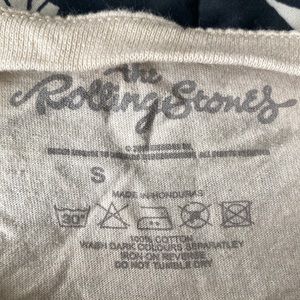 the
Rolling Stones
S
MADE IN HONDURAS
30°
100% COTTON
WASH DARK COLOURS SEPARATLEY
IRON ON REVERSE
DO NOT TUMBLE DRY